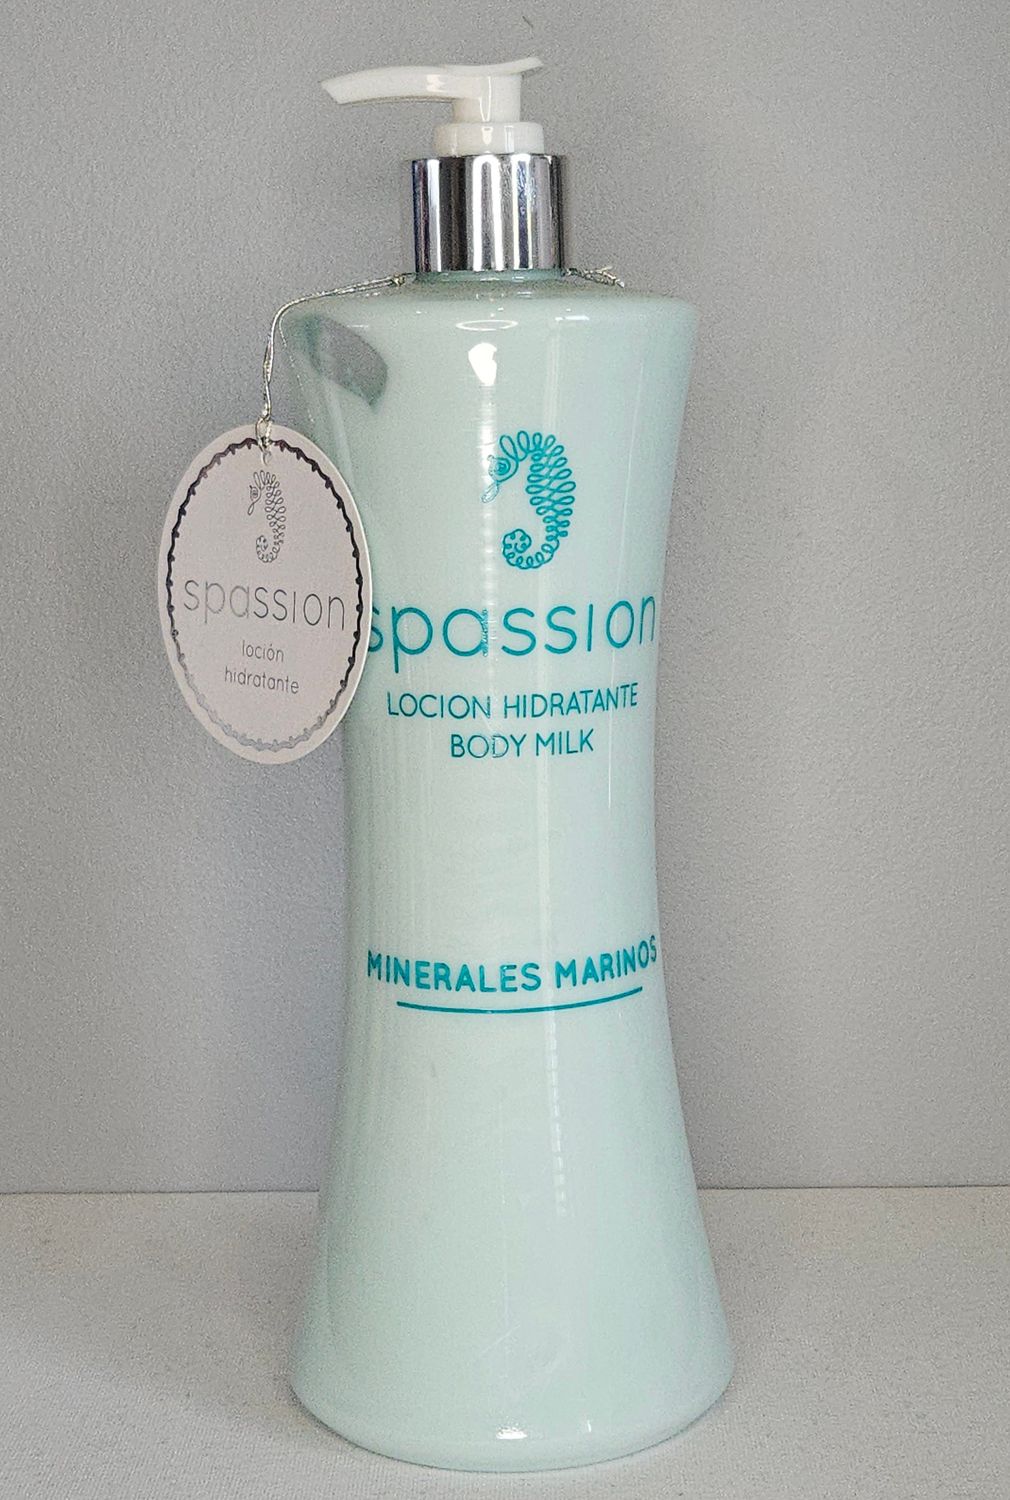 spassion
LOCION HIDRATANTE
BODY MILK
MINERALES MARINOS
spassion
loción
hidratante